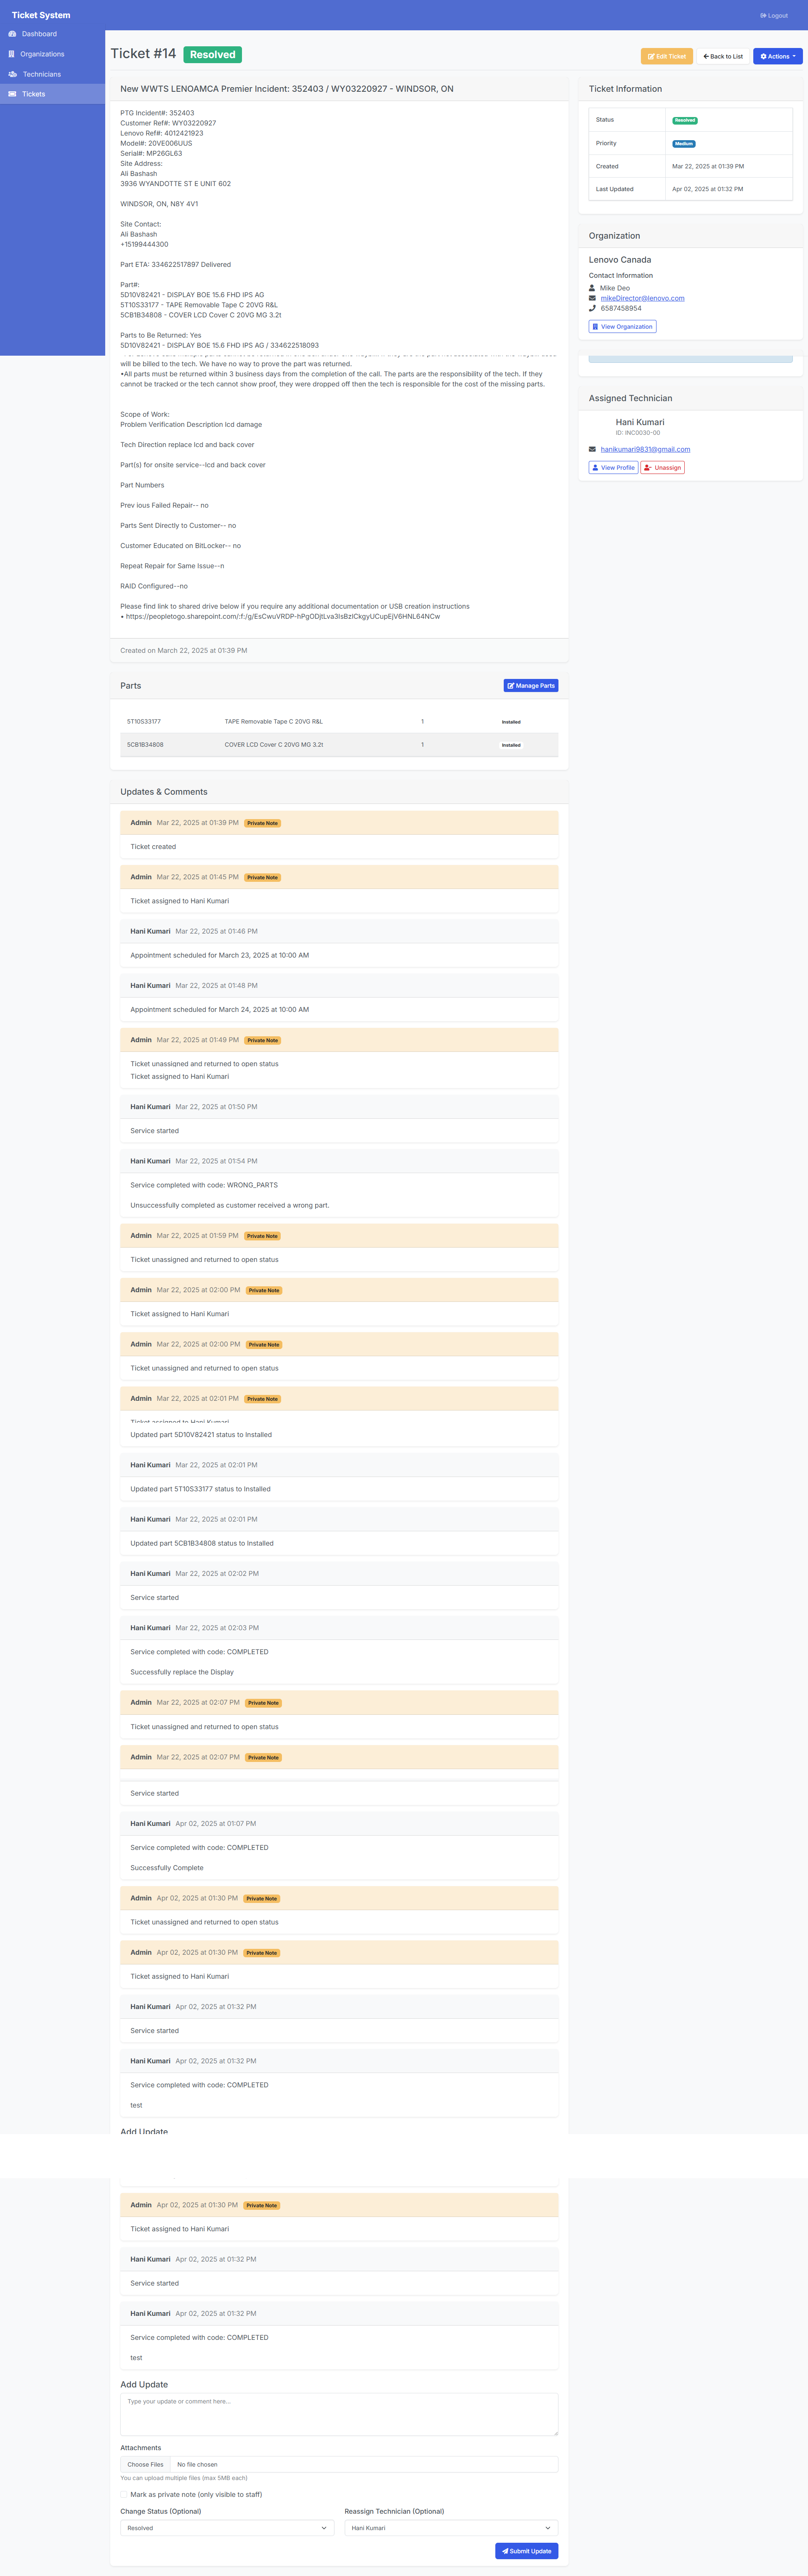 Ticket System
Logout
Dashboard
Organizations
Technicians
Tickets
Ticket #14 Resolved
Edit Ticket
Back to List
Actions
New WWTS LENOAMCA Premier Incident: 352403 / WY03220927 - WINDSOR, ON
PTG Incident#: 352403
Customer Ref#: WY03220927
Lenovo Ref#: 4012421923
Model#: 20VE006UUS
Serial#: MP26GL63
Site Address:
Ali Bashash
3936 WYANDOTTE ST E UNIT 602
WINDSOR, ON, N8Y 4V1
Site Contact:
Ali Bashash
+15199444300
Part ETA: 334622517897 Delivered
Part#:
5D10V82421 - DISPLAY BOE 15.6 FHD IPS AG
5T10S33177 - TAPE Removable Tape C 20VG R&L
5CB1B34808 - COVER LCD Cover C 20VG MG 3.2t
Parts to Be Returned: Yes
5D10V82421 - DISPLAY BOE 15.6 FHD IPS AG / 334622518093
will be billed to the tech. We have no way to prove the part was returned.
•All parts must be returned within 3 business days from the completion of the call. The parts are the responsibility of the tech. If they
cannot be tracked or the tech cannot show proof, they were dropped off then the tech is responsible for the cost of the missing parts.
Scope of Work:
Problem Verification Description lcd damage
Tech Direction replace lcd and back cover
Part(s) for onsite service--lcd and back cover
Part Numbers
Prev ious Failed Repair-- no
Parts Sent Directly to Customer-- no
Customer Educated on BitLocker-- no
Repeat Repair for Same Issue--n
RAID Configured--no
Please find link to shared drive below if you require any additional documentation or USB creation instructions
• https://peopletogo.sharepoint.com/:f:/g/EsCwuVRDP-hPgODjtLva3IsBzICkgyUCupEjV6HNL64NCw
Created on March 22, 2025 at 01:39 PM
Ticket Information
Status Resolved
Priority Medium
Created Mar 22, 2025 at 01:39 PM
Last Updated Apr 02, 2025 at 01:32 PM
Organization
Lenovo Canada
Contact Information
Mike Deo
mikeDirector@lenovo.com
6587458954
View Organization
Assigned Technician
Hani Kumari
ID: INC0030-00
hanikumari9831@gmail.com
View Profile
Unassign
Parts
Manage Parts
5T10S33177 TAPE Removable Tape C 20VG R&L 1 Installed
5CB1B34808 COVER LCD Cover C 20VG MG 3.2t 1 Installed
Updates & Comments
Admin Mar 22, 2025 at 01:39 PM Private Note
Ticket created
Admin Mar 22, 2025 at 01:45 PM Private Note
Ticket assigned to Hani Kumari
Hani Kumari Mar 22, 2025 at 01:46 PM
Appointment scheduled for March 23, 2025 at 10:00 AM
Hani Kumari Mar 22, 2025 at 01:48 PM
Appointment scheduled for March 24, 2025 at 10:00 AM
Admin Mar 22, 2025 at 01:49 PM Private Note
Ticket unassigned and returned to open status
Ticket assigned to Hani Kumari
Hani Kumari Mar 22, 2025 at 01:50 PM
Service started
Hani Kumari Mar 22, 2025 at 01:54 PM
Service completed with code: WRONG_PARTS
Unsuccessfully completed as customer received a wrong part.
Admin Mar 22, 2025 at 01:59 PM Private Note
Ticket unassigned and returned to open status
Admin Mar 22, 2025 at 02:00 PM Private Note
Ticket assigned to Hani Kumari
Admin Mar 22, 2025 at 02:00 PM Private Note
Ticket unassigned and returned to open status
Admin Mar 22, 2025 at 02:01 PM Private Note
Ticket assigned to Hani Kumari
Updated part 5D10V82421 status to Installed
Hani Kumari Mar 22, 2025 at 02:01 PM
Updated part 5T10S33177 status to Installed
Hani Kumari Mar 22, 2025 at 02:01 PM
Updated part 5CB1B34808 status to Installed
Hani Kumari Mar 22, 2025 at 02:02 PM
Service started
Hani Kumari Mar 22, 2025 at 02:03 PM
Service completed with code: COMPLETED
Successfully replace the Display
Admin Mar 22, 2025 at 02:07 PM Private Note
Ticket unassigned and returned to open status
Admin Mar 22, 2025 at 02:07 PM Private Note
Service started
Hani Kumari Apr 02, 2025 at 01:07 PM
Service completed with code: COMPLETED
Successfully Complete
Admin Apr 02, 2025 at 01:30 PM Private Note
Ticket unassigned and returned to open status
Admin Apr 02, 2025 at 01:30 PM Private Note
Ticket assigned to Hani Kumari
Hani Kumari Apr 02, 2025 at 01:32 PM
Service started
Hani Kumari Apr 02, 2025 at 01:32 PM
Service completed with code: COMPLETED
test
Add Update
Admin Apr 02, 2025 at 01:30 PM Private Note
Ticket assigned to Hani Kumari
Hani Kumari Apr 02, 2025 at 01:32 PM
Service started
Hani Kumari Apr 02, 2025 at 01:32 PM
Service completed with code: COMPLETED
test
Add Update
Type your update or comment here...
Attachments
Choose Files No file chosen
You can upload multiple files (max 5MB each)
Mark as private note (only visible to staff)
Change Status (Optional)
Resolved
Reassign Technician (Optional)
Hani Kumari
Submit Update